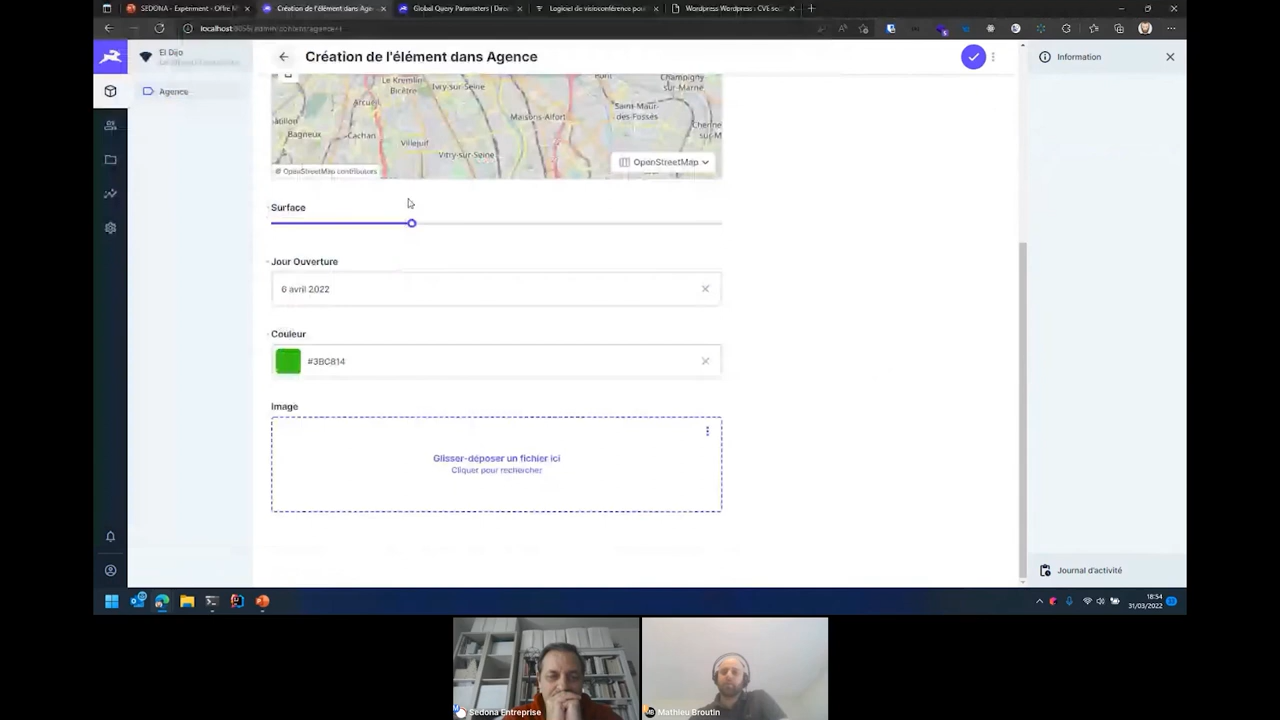 SEDONA - Expériment - Offre M
Création de l'élément dans Agen
Global Query Parameters | Direct
Logiciel de visioconférence pour
Wordpress Wordpress : CVE sec
El Dijo
Création de l'élément dans Agence
Information
Agence
Le Kremlin
Bicêtre
Ivry-sur-Seine
Champigny
sur-Marne
Arcueil
Maisons-Alfort
Saint-Maur
des-Fossés
Bagneux
Cachan
Villejuif
Vitry-sur-Seine
© OpenStreetMap contributors
OpenStreetMap
Surface
Jour Ouverture
6 avril 2022
Couleur
#3BC814
Image
Glisser-déposer un fichier ici
Cliquer pour rechercher
Journal d'activité
18:54
31/03/2022
Sedona Entreprise
Mathieu Broutin